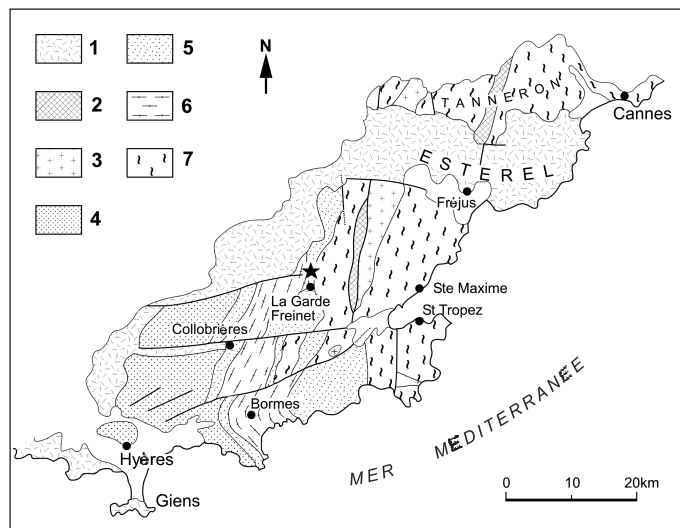 1
2
3
4
5
6
7
N
TANNERON
Cannes
ESTEREL
Fréjus
La Garde
Freinet
Ste Maxime
St Tropez
Collobrières
Bormes
Hyères
Giens
MER MEDITERRANÉE
0 10 20km